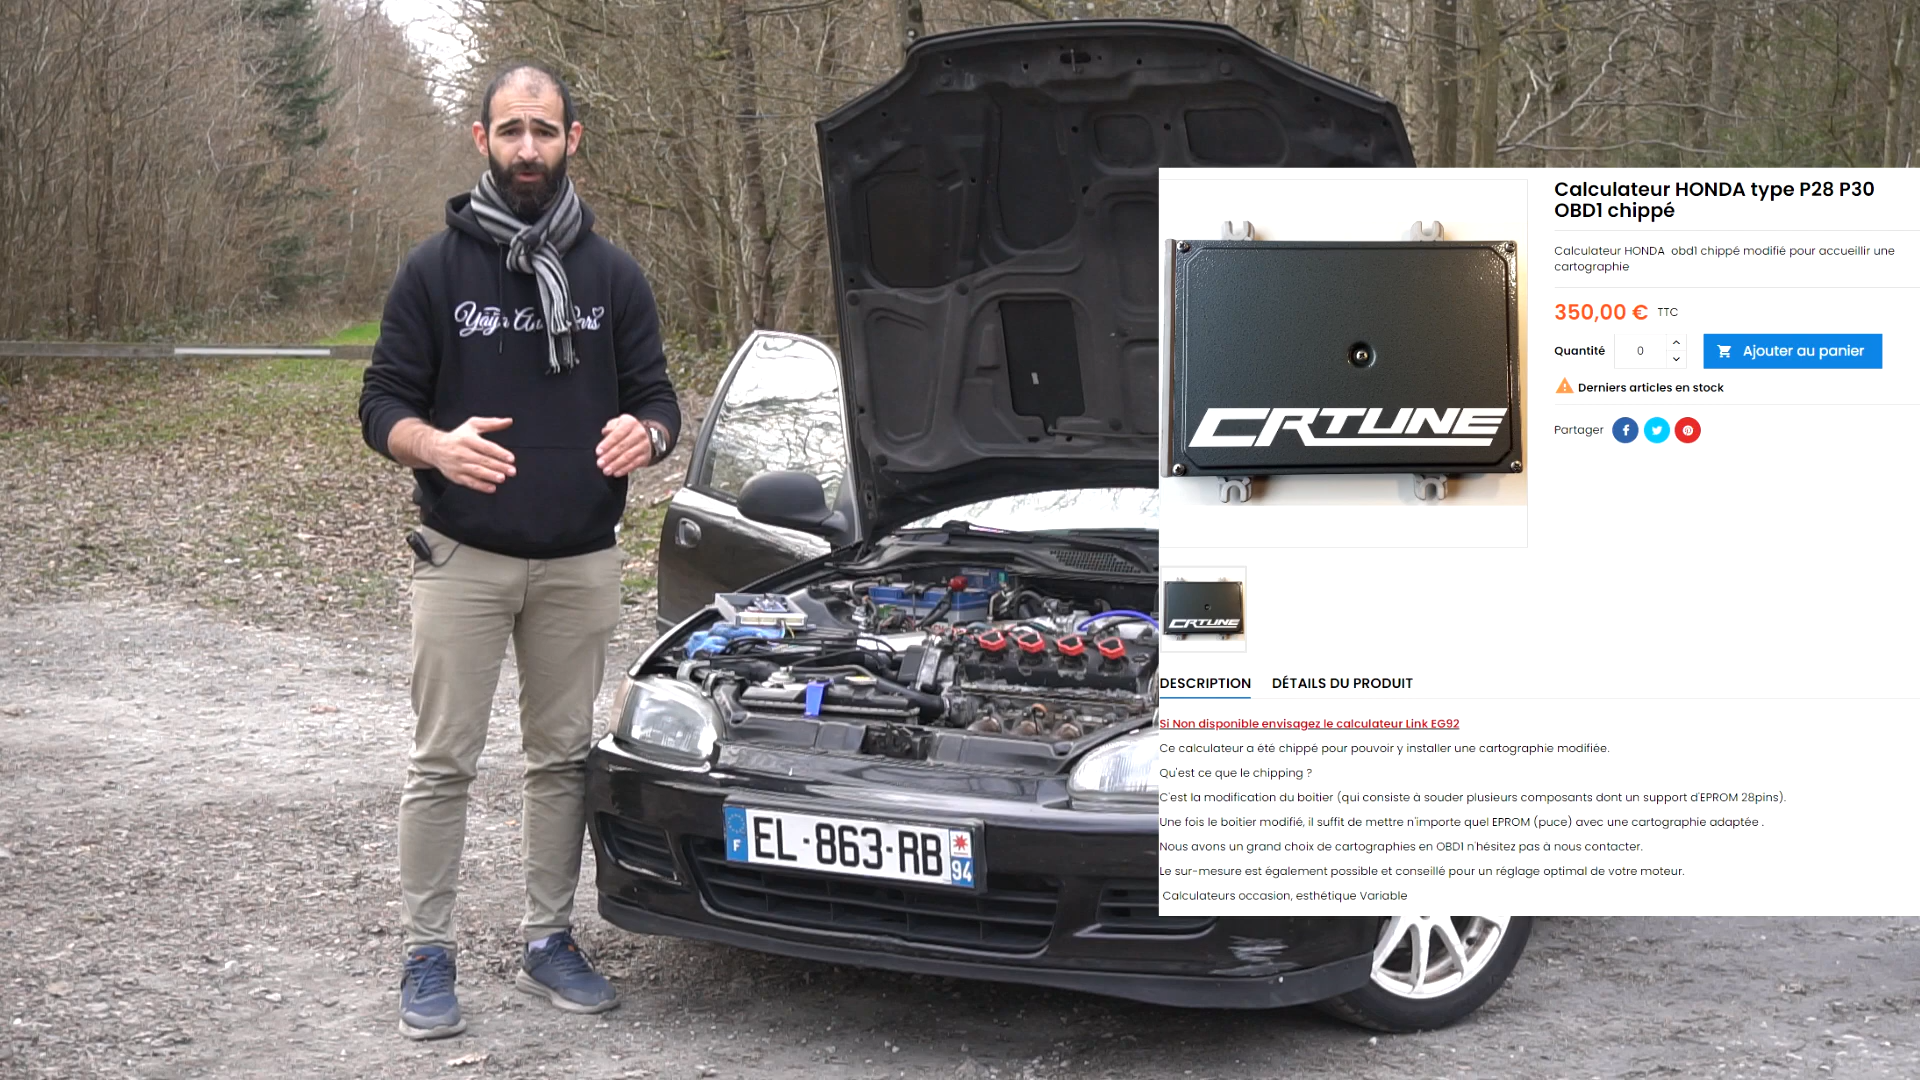 EL-863-RB
F
94
CRTUNE
Calculateur HONDA type P28 P30
OBD1 chippé
Calculateur HONDA obd1 chippé modifié pour accueillir une
cartographie
350,00 € TTC
Quantité 0 Ajouter au panier
Derniers articles en stock
Partager
CRTUNE
DESCRIPTION DÉTAILS DU PRODUIT
Si Non disponible envisagez le calculateur Link EG92
Ce calculateur a été chippé pour pouvoir y installer une cartographie modifiée.
Qu'est ce que le chipping ?
C'est la modification du boitier (qui consiste à souder plusieurs composants dont un support d'EPROM 28pins).
Une fois le boitier modifié, il suffit de mettre n'importe quel EPROM (puce) avec une cartographie adaptée .
Nous avons un grand choix de cartographies en OBD1 n'hésitez pas à nous contacter.
Le sur-mesure est également possible et conseillé pour un réglage optimal de votre moteur.
Calculateurs occasion, esthétique Variable